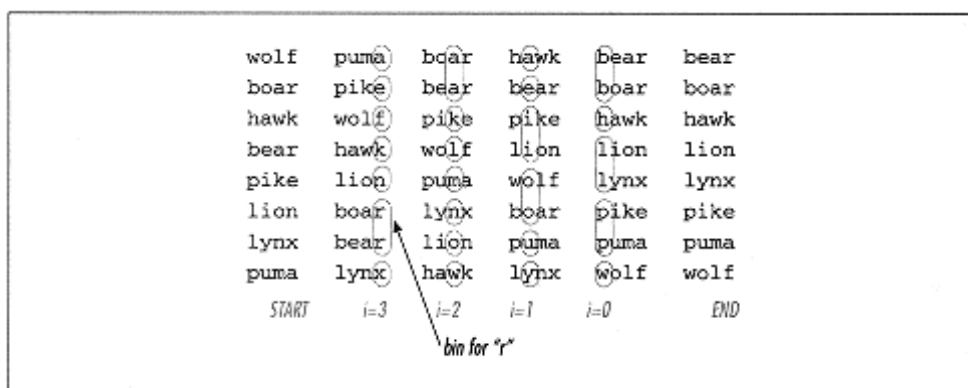 wolf puma boar hawk bear bear
boar pike bear bear boar boar
hawk wolf pike pike hawk hawk
bear hawk wolf lion lion lion
pike lion puma wolf lynx lynx
lion boar lynx boar pike pike
lynx bear lion puma puma puma
puma lynx hawk lynx wolf wolf
START i=3 i=2 i=1 i=0 END
bin for "r"